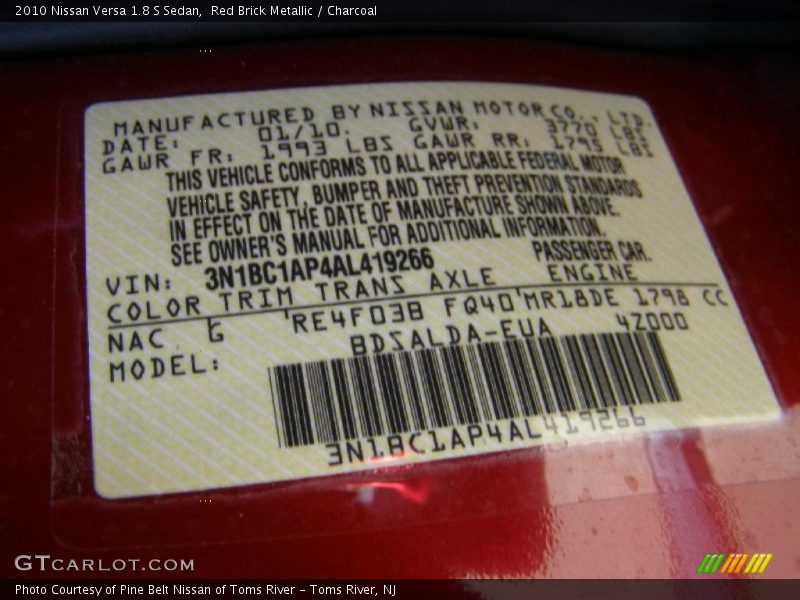 2010 Nissan Versa 1.8 S Sedan,  Red Brick Metallic / Charcoal
MANUFACTURED BY NISSAN MOTOR CO., LTD.
DATE: 01/10. GVWR: 3770 LBS
GAWR FR: 1993 LBS GAWR RR: 1795 LBS
THIS VEHICLE CONFORMS TO ALL APPLICABLE FEDERAL MOTOR
VEHICLE SAFETY, BUMPER AND THEFT PREVENTION STANDARDS
IN EFFECT ON THE DATE OF MANUFACTURE SHOWN ABOVE.
SEE OWNER'S MANUAL FOR ADDITIONAL INFORMATION.
VIN: 3N1BC1AP4AL419266 PASSENGER CAR.
COLOR TRIM TRANS AXLE ENGINE
NAC G RE4F03B FQ40 MR18DE 1798 CC
MODEL: BDSALDA-EUA 4Z000
3N1BC1AP4AL419266
GTCARLOT.COM
Photo Courtesy of Pine Belt Nissan of Toms River – Toms River, NJ